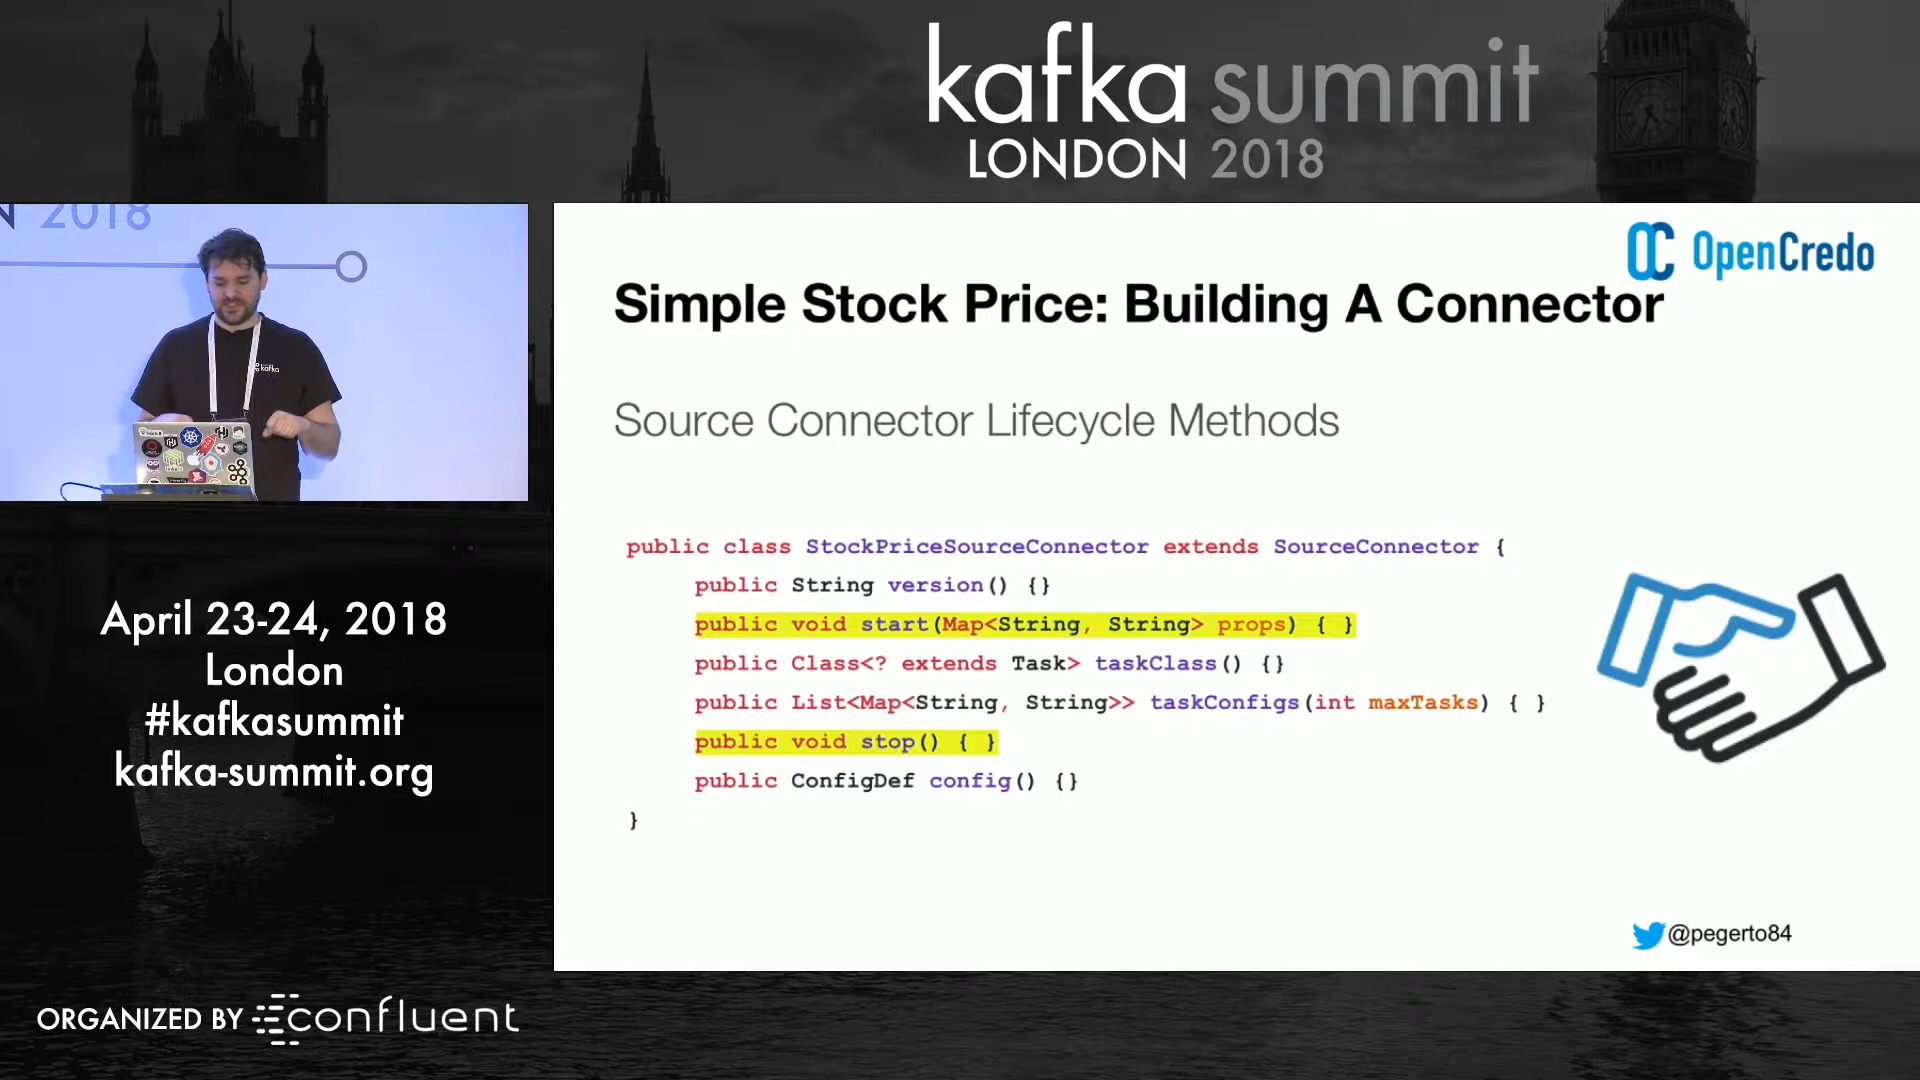 kafka summit
LONDON 2018
N 2018
kafka
OpenCredo
Simple Stock Price: Building A Connector
Source Connector Lifecycle Methods
public class StockPriceSourceConnector extends SourceConnector {
public String version() {}
public void start(Map<String, String> props) { }
public Class<? extends Task> taskClass() {}
public List<Map<String, String>> taskConfigs(int maxTasks) { }
public void stop() { }
public ConfigDef config() {}
}
@pegerto84
April 23-24, 2018
London
#kafkasummit
kafka-summit.org
ORGANIZED BY confluent